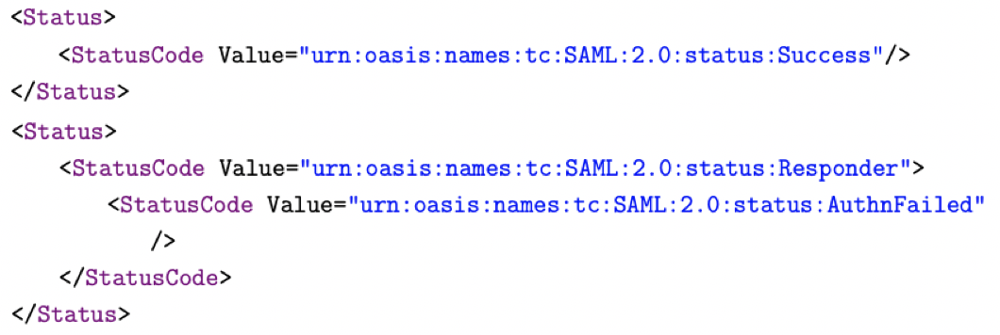 <Status>
<StatusCode Value="urn:oasis:names:tc:SAML:2.0:status:Success"/>
</Status>
<Status>
<StatusCode Value="urn:oasis:names:tc:SAML:2.0:status:Responder">
<StatusCode Value="urn:oasis:names:tc:SAML:2.0:status:AuthnFailed"
/>
</StatusCode>
</Status>